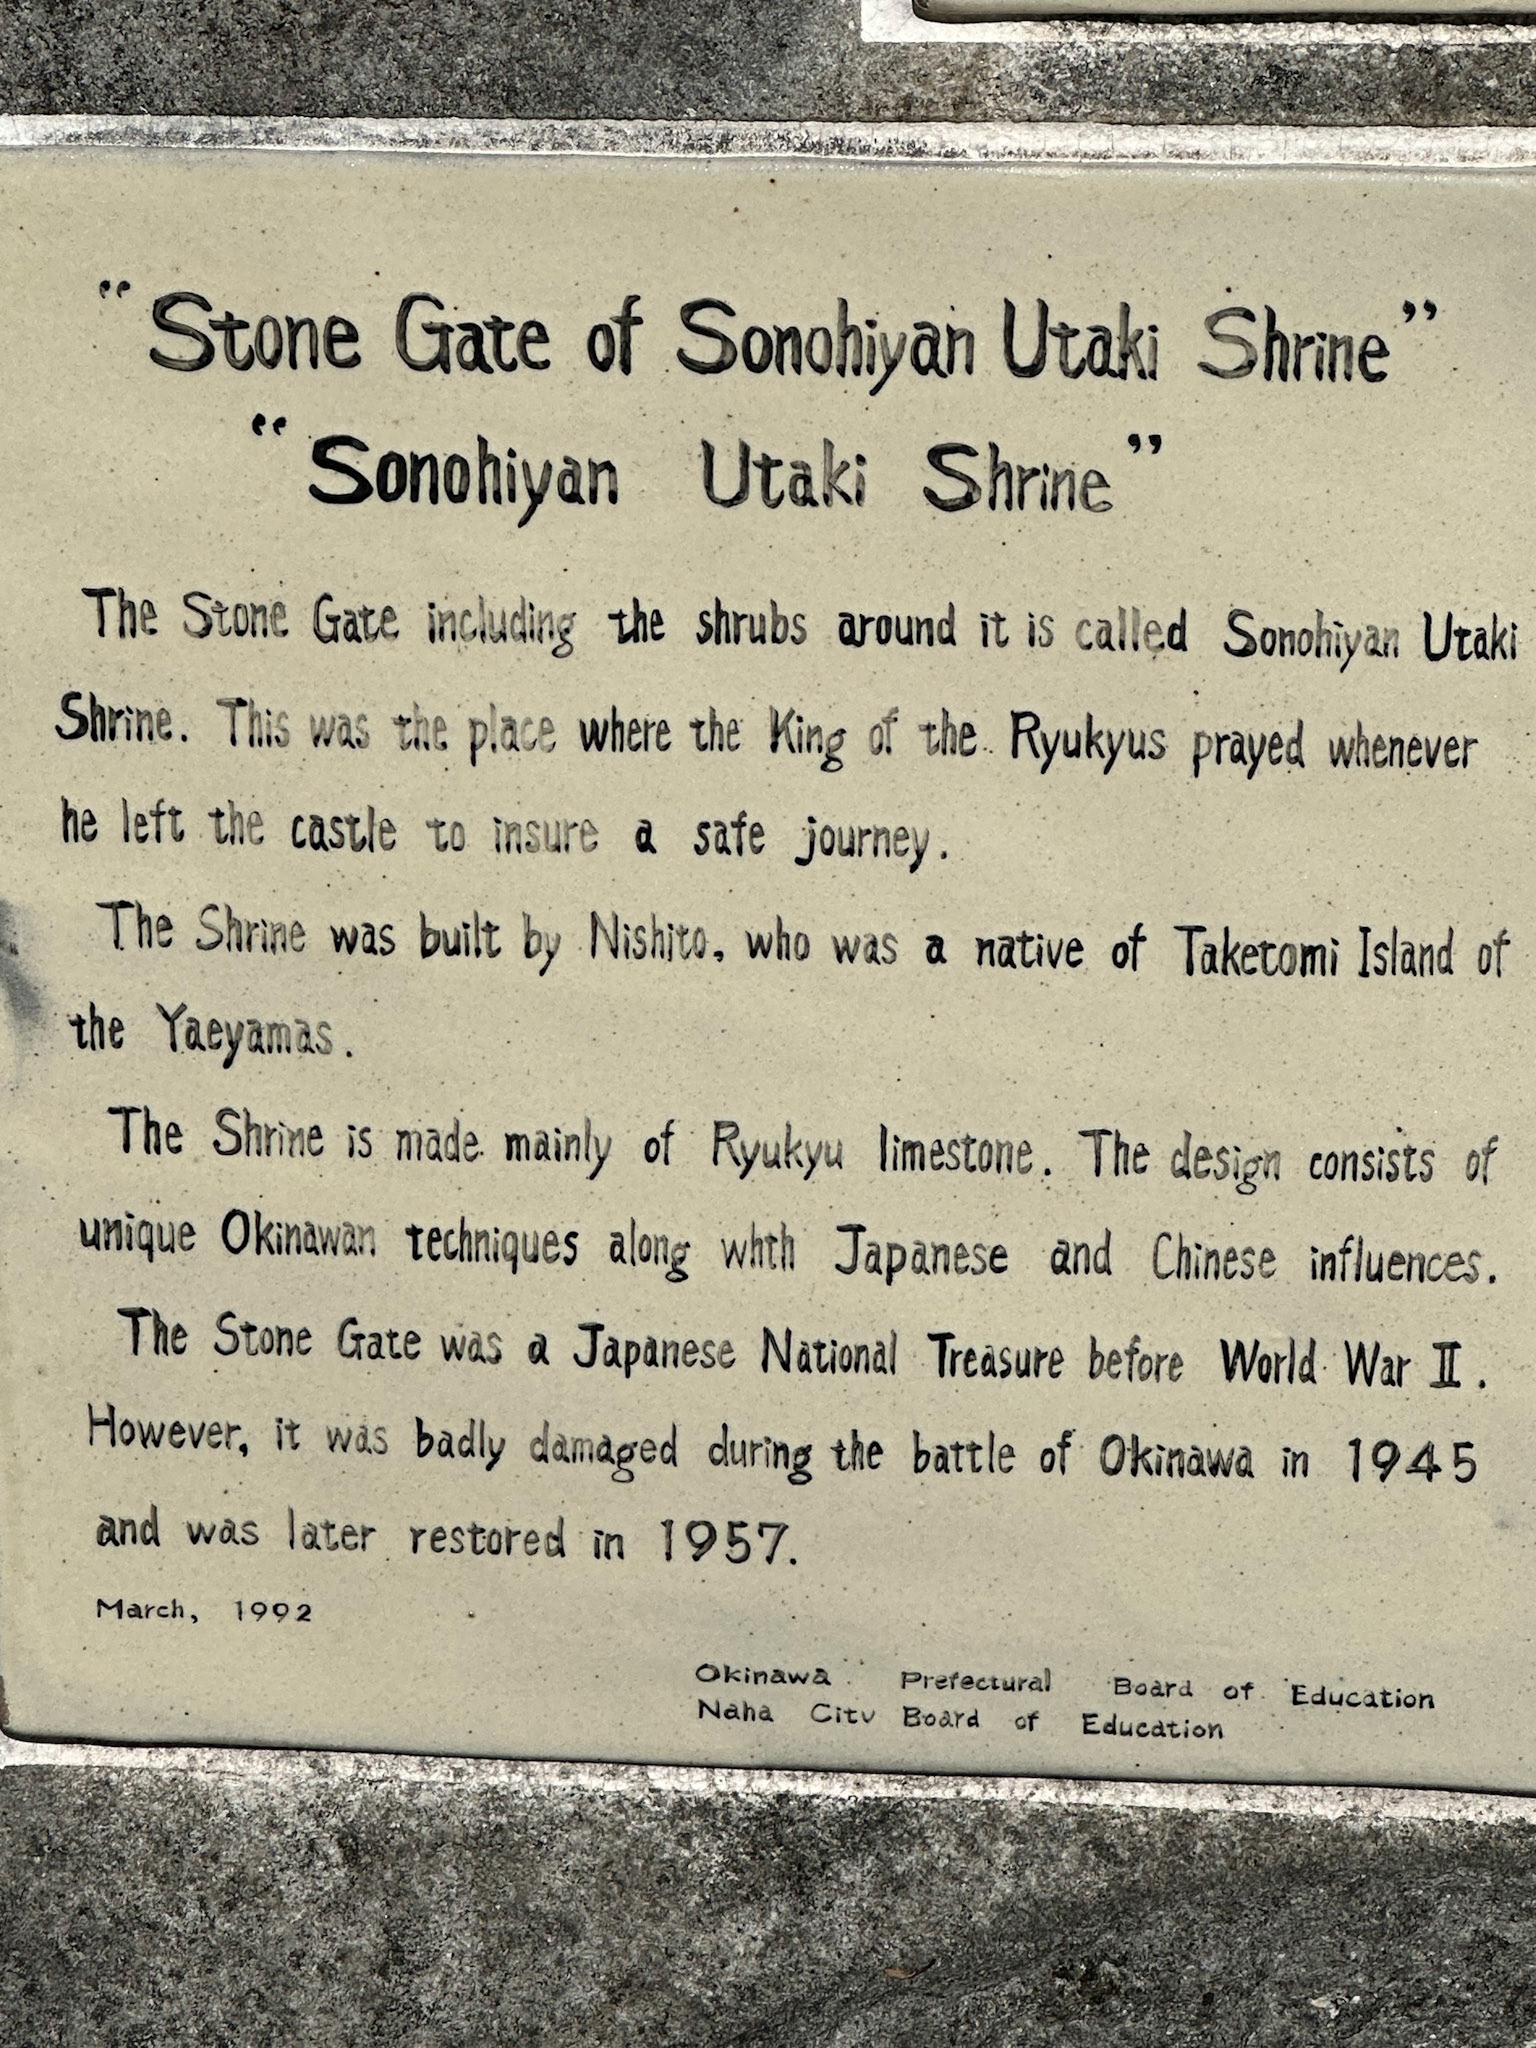 “Stone Gate of Sonohiyan Utaki Shrine”
“Sonohiyan Utaki Shrine”
The Stone Gate including the shrubs around it is called Sonohiyan Utaki
Shrine. This was the place where the King of the Ryukyus prayed whenever
he left the castle to insure a safe journey.
The Shrine was built by Nishito, who was a native of Taketomi Island of
the Yaeyamas.
The Shrine is made mainly of Ryukyu limestone. The design consists of
unique Okinawan techniques along whth Japanese and Chinese influences.
The Stone Gate was a Japanese National Treasure before World War II.
However, it was badly damaged during the battle of Okinawa in 1945
and was later restored in 1957.
March, 1992
Okinawa Prefectural Board of Education
Naha City Board of Education